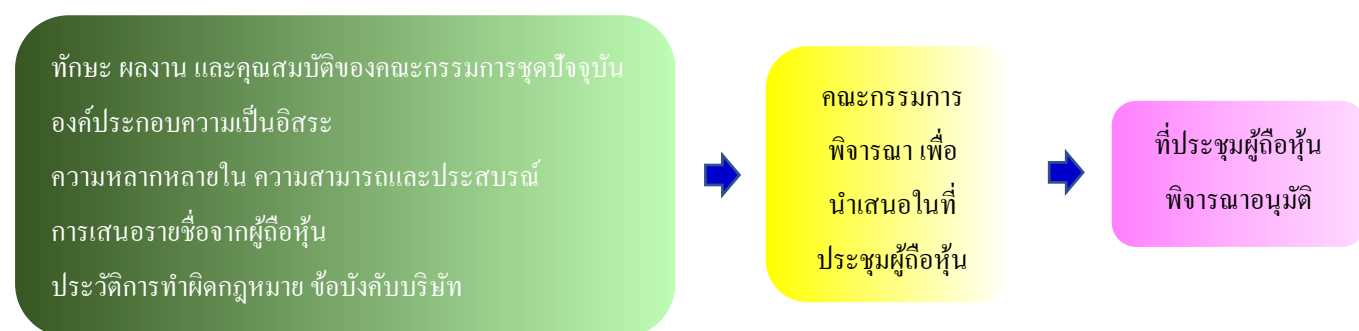 ทักษะ ผลงาน และคุณสมบัติของคณะกรรมการชุดปัจจุบัน
องค์ประกอบความเป็นอิสระ
ความหลากหลายใน ความสามารถและประสบรณ์
การเสนอรายชื่อจากผู้ถือหุ้น
ประวัติการทำผิดกฎหมาย ข้อบังคับบริษัท
คณะกรรมการ
พิจารณา เพื่อ
นำเสนอในที่
ประชุมผู้ถือหุ้น
ที่ประชุมผู้ถือหุ้น
พิจารณาอนุมัติ